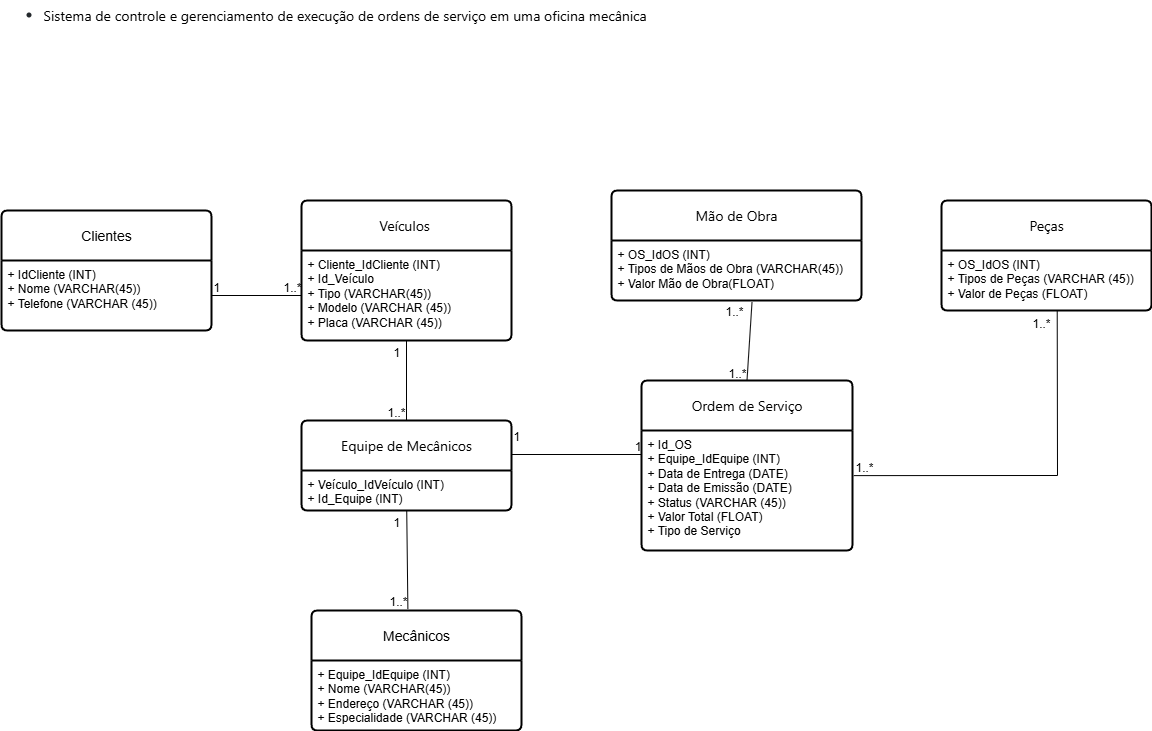 • Sistema de controle e gerenciamento de execução de ordens de serviço em uma oficina mecânica
Clientes
+ IdCliente (INT)
+ Nome (VARCHAR(45))
+ Telefone (VARCHAR (45))
1
1..*
Veículos
+ Cliente_IdCliente (INT)
+ Id_Veículo
+ Tipo (VARCHAR(45))
+ Modelo (VARCHAR (45))
+ Placa (VARCHAR (45))
1
1..*
Equipe de Mecânicos
+ Veículo_IdVeículo (INT)
+ Id_Equipe (INT)
1
1..*
Mecânicos
+ Equipe_IdEquipe (INT)
+ Nome (VARCHAR(45))
+ Endereço (VARCHAR (45))
+ Especialidade (VARCHAR (45))
1
1
Mão de Obra
+ OS_IdOS (INT)
+ Tipos de Mãos de Obra (VARCHAR(45))
+ Valor Mão de Obra(FLOAT)
1..*
1..*
Ordem de Serviço
+ Id_OS
+ Equipe_IdEquipe (INT)
+ Data de Entrega (DATE)
+ Data de Emissão (DATE)
+ Status (VARCHAR (45))
+ Valor Total (FLOAT)
+ Tipo de Serviço
1..*
Peças
+ OS_IdOS (INT)
+ Tipos de Peças (VARCHAR (45))
+ Valor de Peças (FLOAT)
1..*